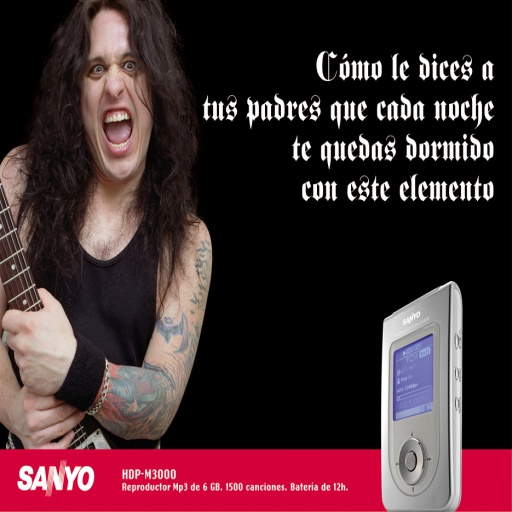 Cómo le dices a
tus padres que cada noche
te quedas dormido
con este elemento
SANYO
SANYO
HDP-M3000
Reproductor Mp3 de 6 GB. 1500 canciones. Batería de 12h.